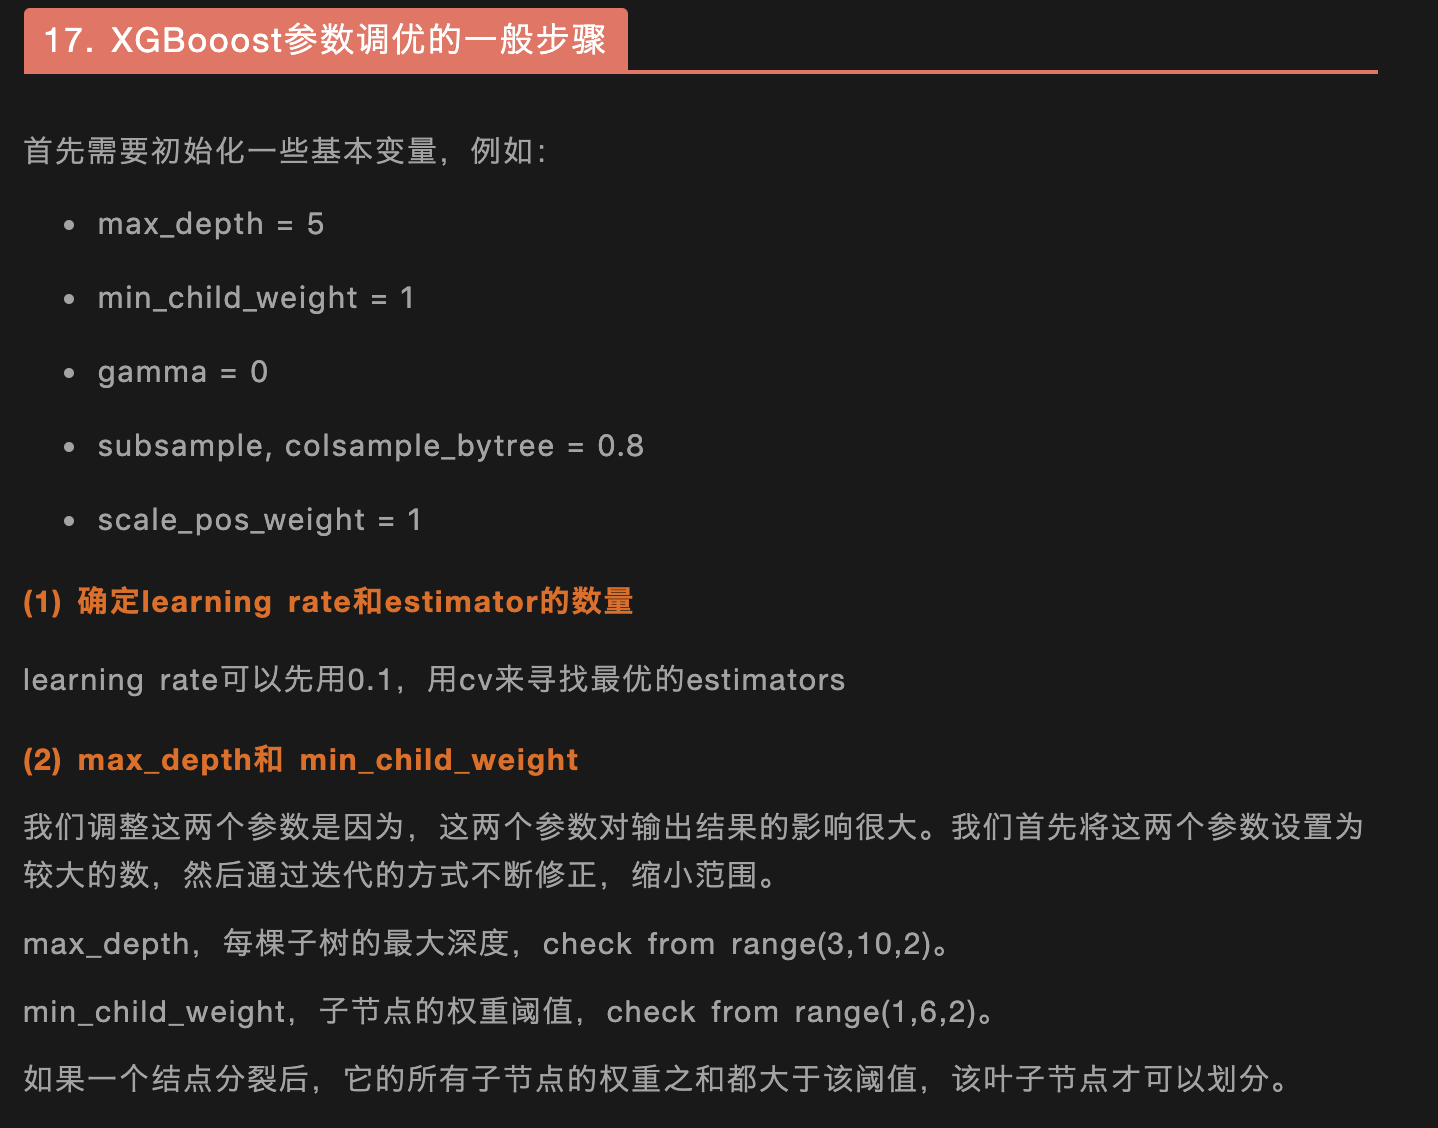 17. XGBooost参数调优的一般步骤
首先需要初始化一些基本变量，例如：
• max_depth = 5
• min_child_weight = 1
• gamma = 0
• subsample, colsample_bytree = 0.8
• scale_pos_weight = 1
(1) 确定learning rate和estimator的数量
learning rate可以先用0.1，用cv来寻找最优的estimators
(2) max_depth和 min_child_weight
我们调整这两个参数是因为，这两个参数对输出结果的影响很大。我们首先将这两个参数设置为
较大的数，然后通过迭代的方式不断修正，缩小范围。
max_depth，每棵子树的最大深度，check from range(3,10,2)。
min_child_weight，子节点的权重阈值，check from range(1,6,2)。
如果一个结点分裂后，它的所有子节点的权重之和都大于该阈值，该叶子节点才可以划分。